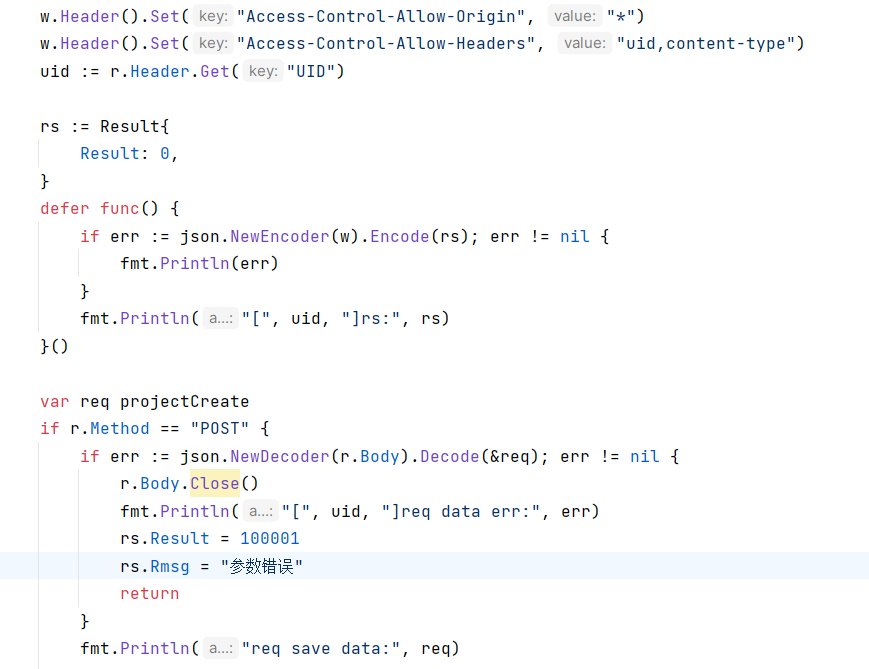 w.Header().Set( key: "Access-Control-Allow-Origin", value: "*")
w.Header().Set( key: "Access-Control-Allow-Headers", value: "uid,content-type")
uid := r.Header.Get( key: "UID")
rs := Result{
Result: 0,
}
defer func() {
if err := json.NewEncoder(w).Encode(rs); err != nil {
fmt.Println(err)
}
fmt.Println( a...: "[", uid, "]rs:", rs)
}()
var req projectCreate
if r.Method == "POST" {
if err := json.NewDecoder(r.Body).Decode(&req); err != nil {
r.Body.Close()
fmt.Println( a...: "[", uid, "]req data err:", err)
rs.Result = 100001
rs.Rmsg = "参数错误"
return
}
fmt.Println( a...: "req save data:", req)